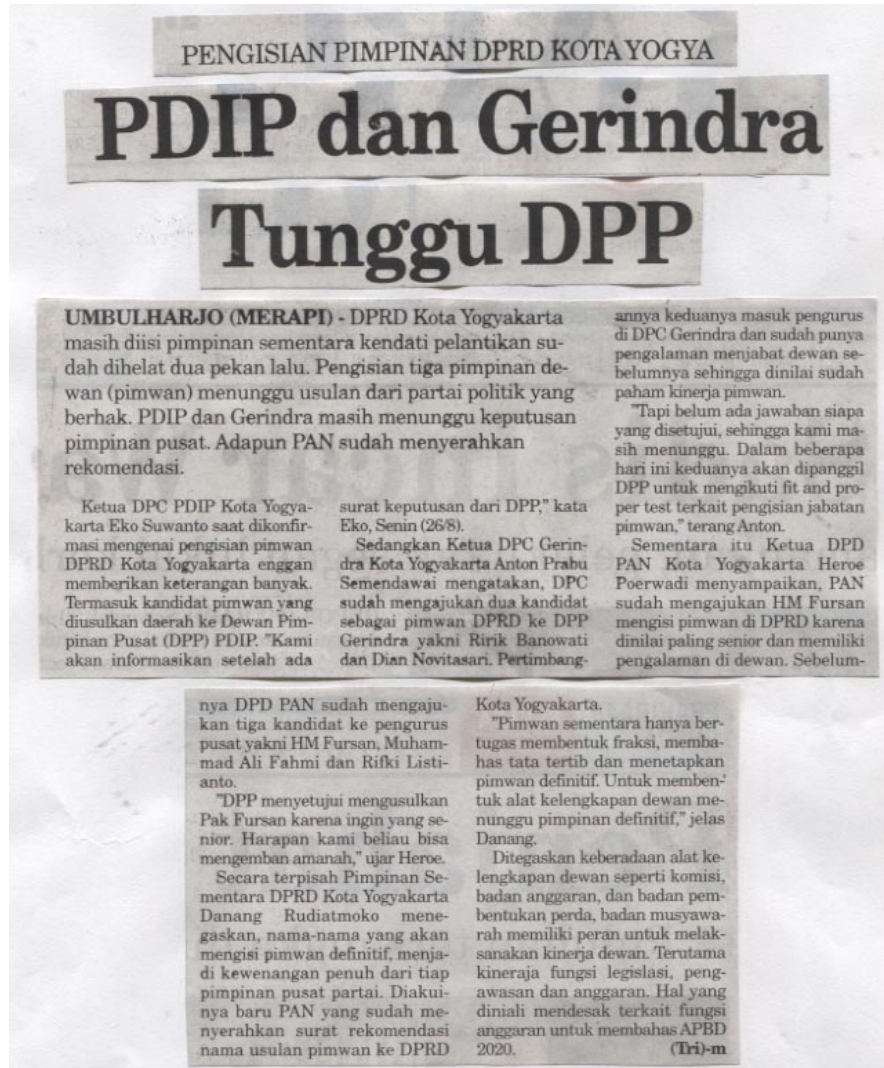 PENGISIAN PIMPINAN DPRD KOTA YOGYA
PDIP dan Gerindra
Tunggu DPP
UMBULHARJO (MERAPI) - DPRD Kota Yogyakarta
masih diisi pimpinan sementara kendati pelantikan su-
dah dihelat dua pekan lalu. Pengisian tiga pimpinan de-
wan (pimwan) menunggu usulan dari partai politik yang
berhak. PDIP dan Gerindra masih menunggu keputusan
pimpinan pusat. Adapun PAN sudah menyerahkan
rekomendasi.
Ketua DPC PDIP Kota Yogya-
karta Eko Suwanto saat dikonfir-
masi mengenai pengisian pimwan
DPRD Kota Yogyakarta enggan
memberikan keterangan banyak.
Termasuk kandidat pimwan yang
diusulkan daerah ke Dewan Pim-
pinan Pusat (DPP) PDIP. "Kami
akan informasikan setelah ada
surat keputusan dari DPP," kata
Eko, Senin (26/8).
Sedangkan Ketua DPC Gerin-
dra Kota Yogyakarta Anton Prabu
Semendawai mengatakan, DPC
sudah mengajukan dua kandidat
sebagai pimwan DPRD ke DPP
Gerindra yakni Ririk Banowati
dan Dian Novitasari. Pertimbang-
annya keduanya masuk pengurus
di DPC Gerindra dan sudah punya
pengalaman menjabat dewan se-
belumnya sehingga dinilai sudah
paham kinerja pimwan.
"Tapi belum ada jawaban siapa
yang disetujui, sehingga kami ma-
sih menunggu. Dalam beberapa
hari ini keduanya akan dipanggil
DPP untuk mengikuti fit and pro-
per test terkait pengisian jabatan
pimwan," terang Anton.
Sementara itu Ketua DPD
PAN Kota Yogyakarta Heroe
Poerwadi menyampaikan, PAN
sudah mengajukan HM Fursan
mengisi pimwan di DPRD karena
dinilai paling senior dan memiliki
pengalaman di dewan. Sebelum-
nya DPD PAN sudah mengaju-
kan tiga kandidat ke pengurus
pusat yakni HM Fursan, Muham-
mad Ali Fahmi dan Rifki Listi-
anto.
"DPP menyetujui mengusulkan
Pak Fursan karena ingin yang se-
nior. Harapan kami beliau bisa
mengemban amanah," ujar Heroe.
Secara terpisah Pimpinan Se-
mentara DPRD Kota Yogyakarta
Danang Rudiatmoko mene-
gaskan, nama-nama yang akan
mengisi pimwan definitif, menja-
di kewenangan penuh dari tiap
pimpinan pusat partai. Diakui-
nya baru PAN yang sudah me-
nyerahkan surat rekomendasi
nama usulan pimwan ke DPRD
Kota Yogyakarta.
"Pimwan sementara hanya ber-
tugas membentuk fraksi, memba-
has tata tertib dan menetapkan
pimwan definitif. Untuk memben-
tuk alat kelengkapan dewan me-
nunggu pimpinan definitif," jelas
Danang.
Ditegaskan keberadaan alat ke-
lengkapan dewan seperti komisi,
badan anggaran, dan badan pem-
bentukan perda, badan musyawa-
rah memiliki peran untuk melak-
sanakan kinerja dewan. Terutama
kineraja fungsi legislasi, peng-
awasan dan anggaran. Hal yang
diniali mendesak terkait fungsi
anggaran untuk membahas APBD
2020. (Tri)-m